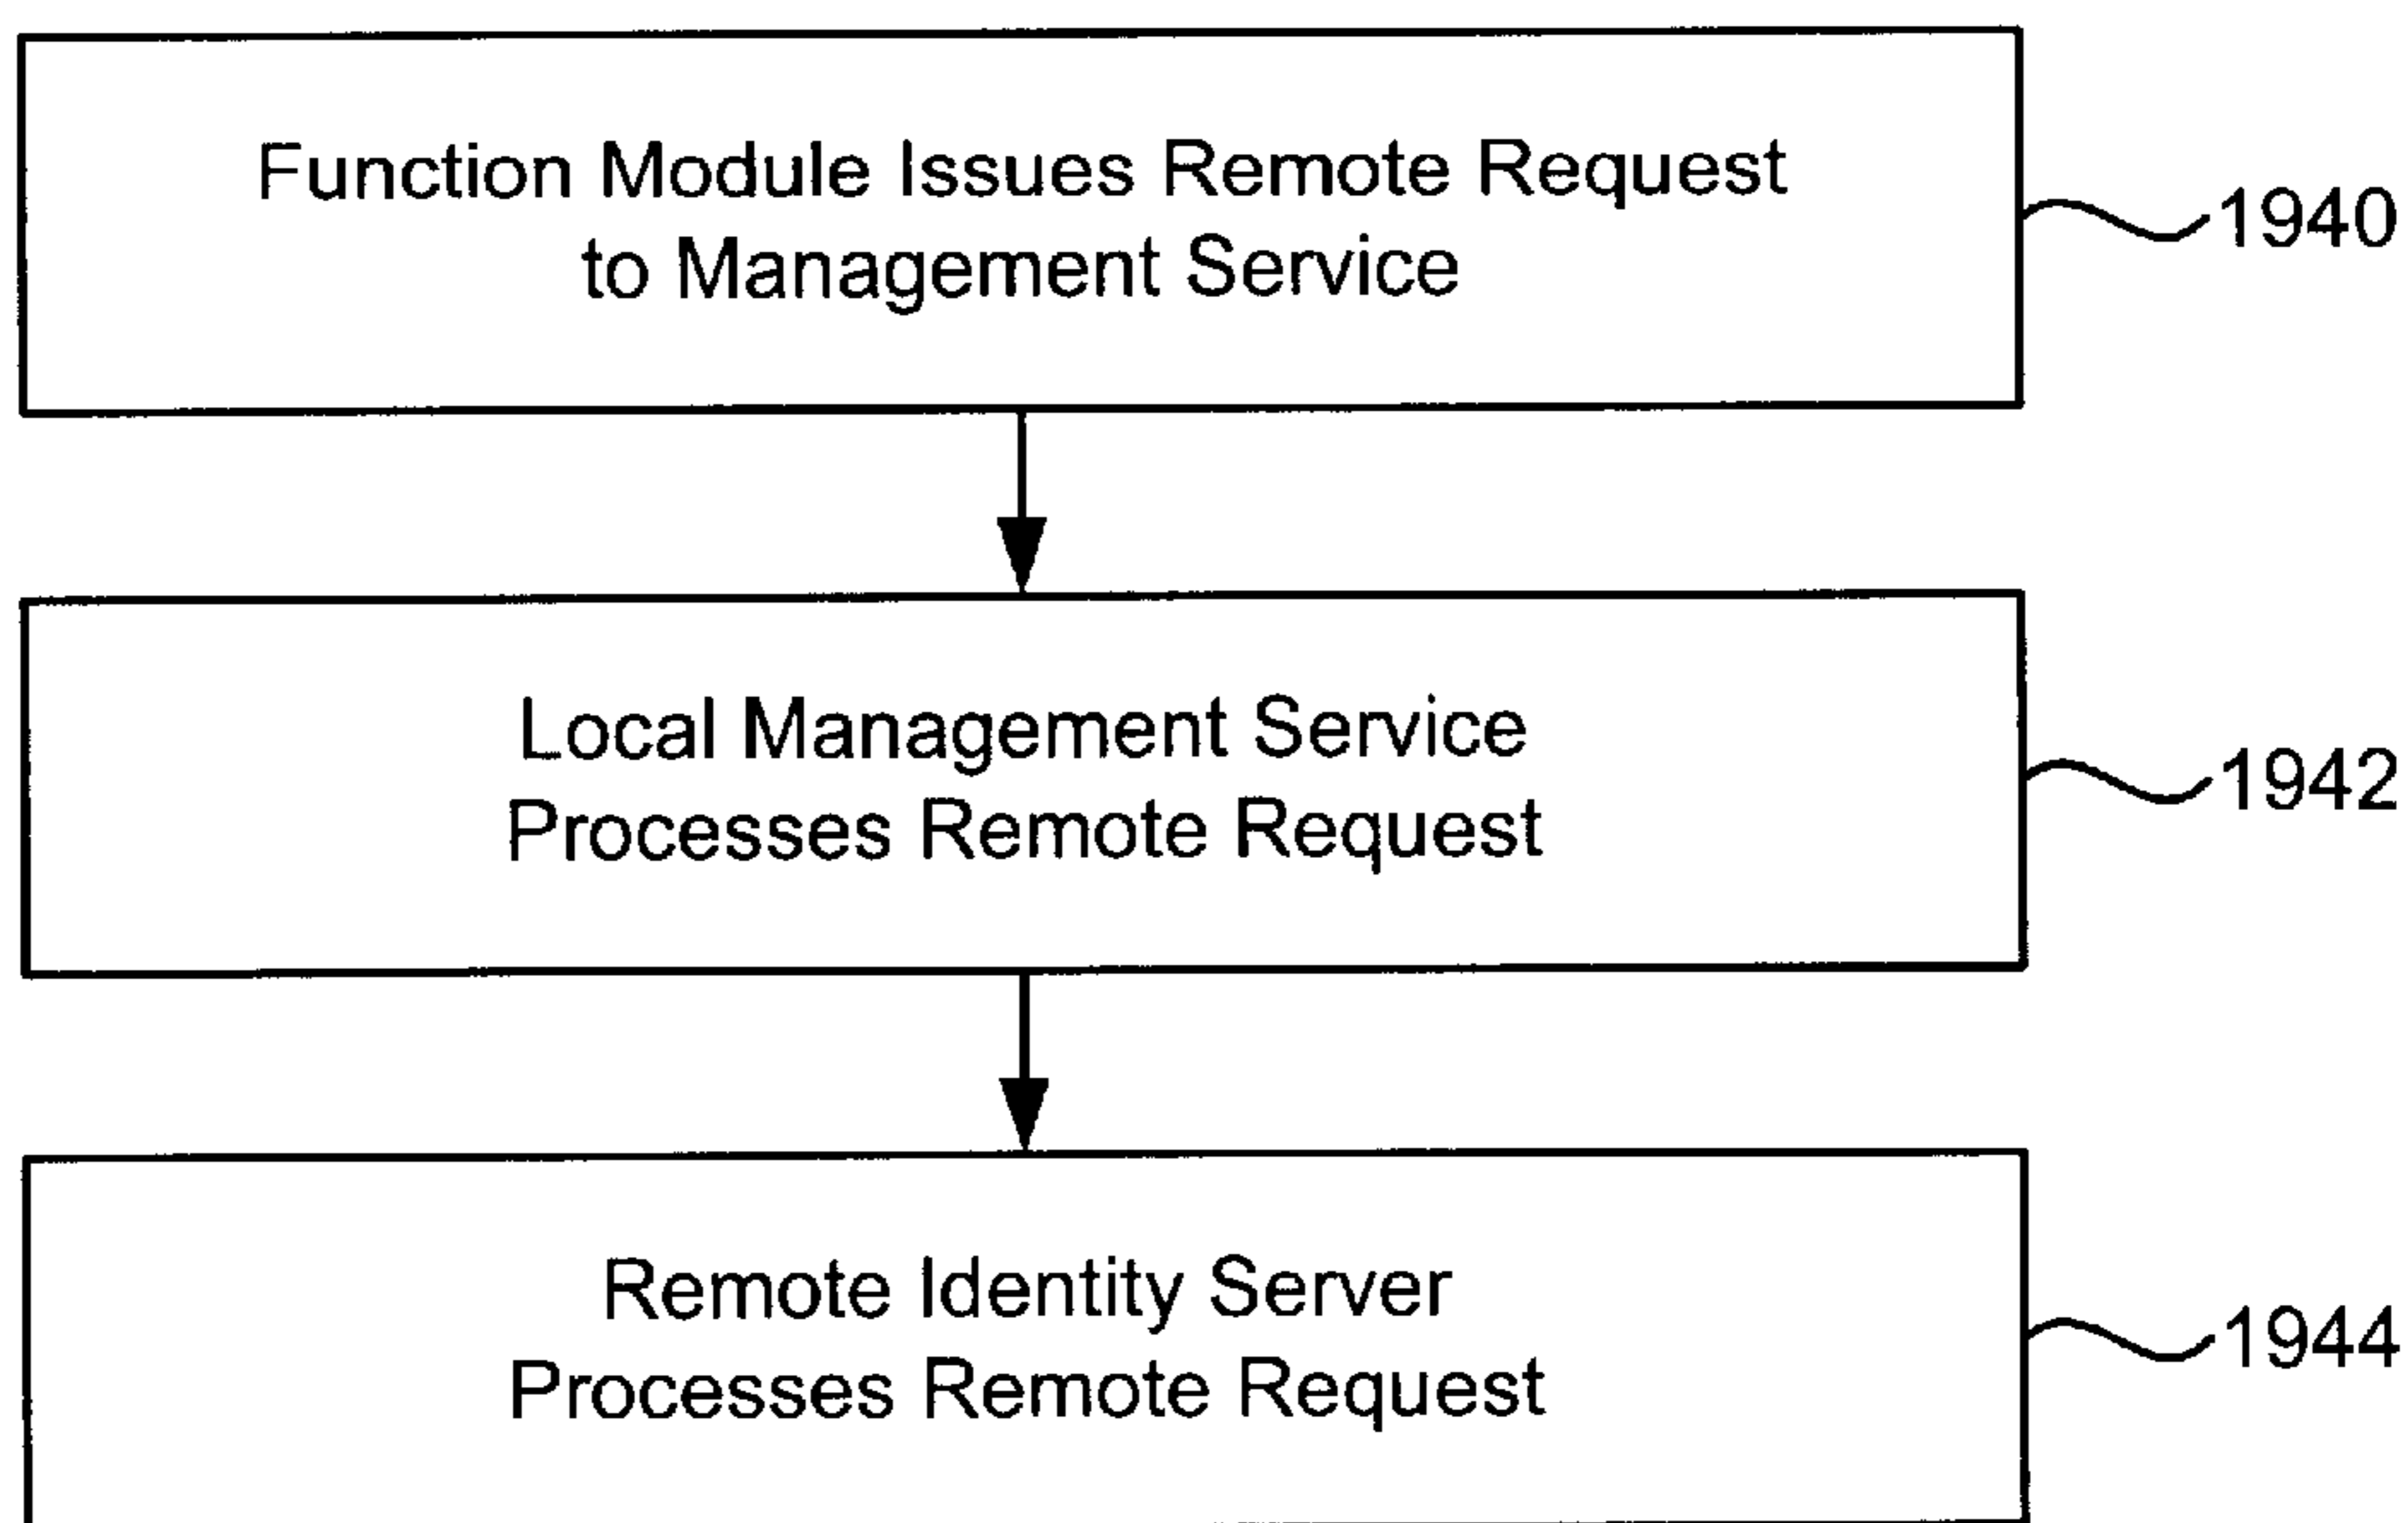 Function Module Issues Remote Request
to Management Service
1940
Local Management Service
Processes Remote Request
1942
Remote Identity Server
Processes Remote Request
1944